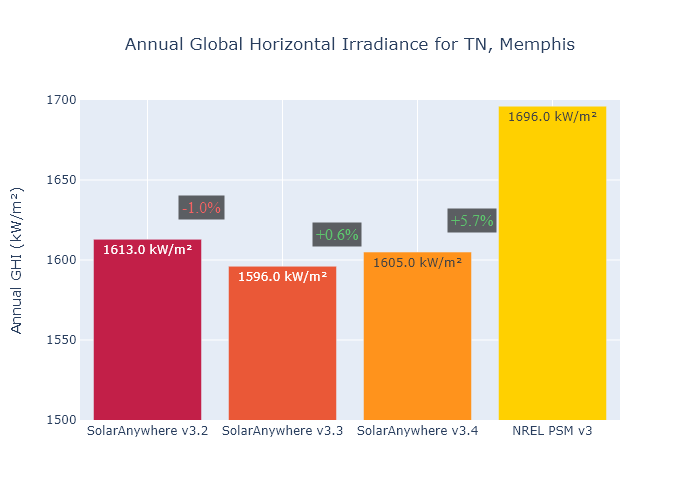 Annual Global Horizontal Irradiance for TN, Memphis
Annual GHI (kW/m²)
1700
1650
1600
1550
1500
1613.0 kW/m²
-1.0%
1596.0 kW/m²
+0.6%
1605.0 kW/m²
+5.7%
1696.0 kW/m²
SolarAnywhere v3.2
SolarAnywhere v3.3
SolarAnywhere v3.4
NREL PSM v3